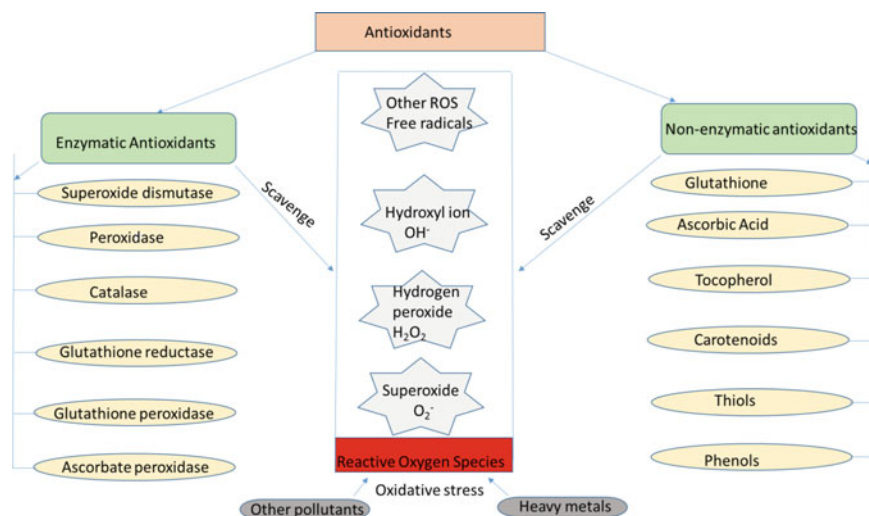 Antioxidants
Other ROS
Free radicals
Enzymatic Antioxidants
Non-enzymatic antioxidants
Superoxide dismutase
Peroxidase
Catalase
Glutathione reductase
Glutathione peroxidase
Ascorbate peroxidase
Scavenge
Hydroxyl ion
OH⁻
Hydrogen
peroxide
H₂O₂
Superoxide
O₂⁻
Reactive Oxygen Species
Scavenge
Glutathione
Ascorbic Acid
Tocopherol
Carotenoids
Thiols
Phenols
Oxidative stress
Other pollutants
Heavy metals